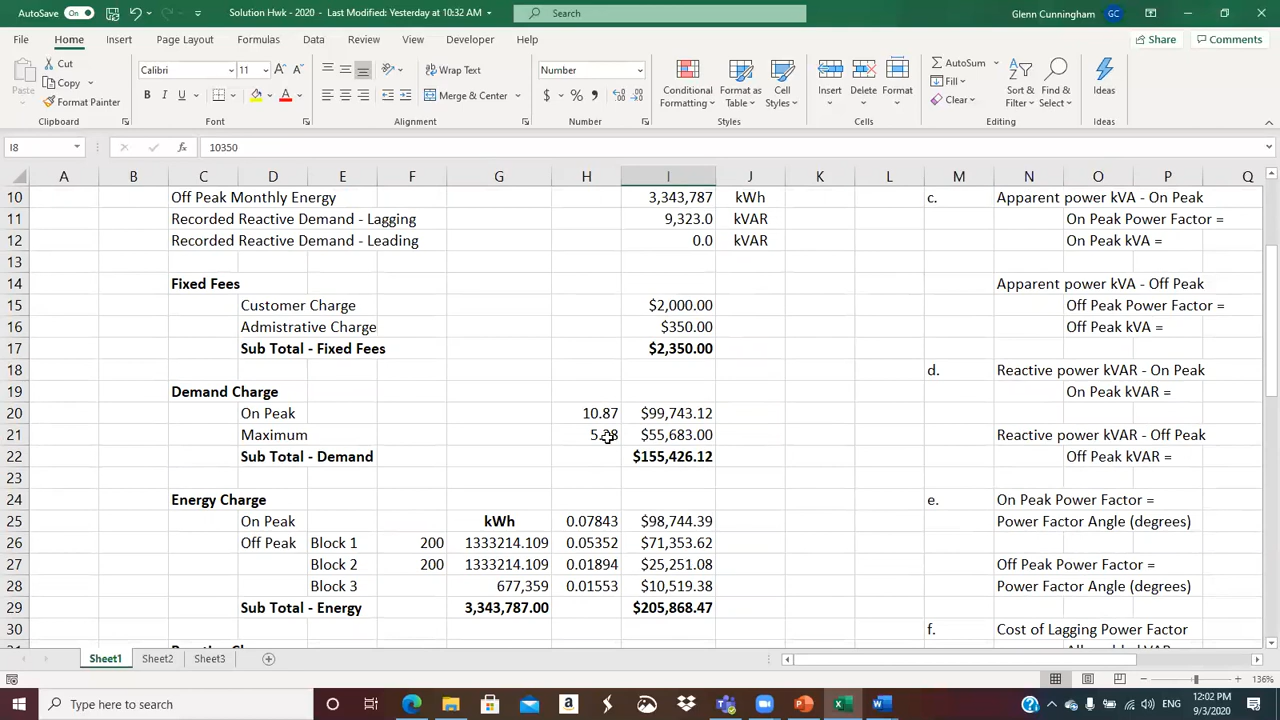 AutoSave On Solution Hwk - 2020 - Last Modified: Yesterday at 10:32 AM Search Glenn Cunningham GC
File Home Insert Page Layout Formulas Data Review View Developer Help Share Comments
Paste Cut Copy Format Painter Clipboard
Calibri 11 B I U Font
Wrap Text Merge & Center Alignment
Number $ % Number
Conditional Formatting Format as Table Cell Styles Styles
Insert Delete Format Cells
AutoSum Fill Clear Sort & Filter Find & Select Editing
Ideas Ideas
I8 fx 10350
A B C D E F G H I J K L M N O P Q
10 Off Peak Monthly Energy 3,343,787 kWh c. Apparent power kVA - On Peak
11 Recorded Reactive Demand - Lagging 9,323.0 kVAR On Peak Power Factor =
12 Recorded Reactive Demand - Leading 0.0 kVAR On Peak kVA =
13
14 Fixed Fees Apparent power kVA - Off Peak
15 Customer Charge $2,000.00 Off Peak Power Factor =
16 Admistrative Charge $350.00 Off Peak kVA =
17 Sub Total - Fixed Fees $2,350.00
18 d. Reactive power kVAR - On Peak
19 Demand Charge On Peak kVAR =
20 On Peak 10.87 $99,743.12
21 Maximum $55,683.00 Reactive power kVAR - Off Peak
22 Sub Total - Demand $155,426.12 Off Peak kVAR =
23
24 Energy Charge e. On Peak Power Factor =
25 On Peak kWh 0.07843 $98,744.39 Power Factor Angle (degrees)
26 Off Peak Block 1 200 1333214.109 0.05352 $71,353.62
27 Block 2 200 1333214.109 0.01894 $25,251.08 Off Peak Power Factor =
28 Block 3 677,359 0.01553 $10,519.38 Power Factor Angle (degrees)
29 Sub Total - Energy 3,343,787.00 $205,868.47
30 f. Cost of Lagging Power Factor
Sheet1 Sheet2 Sheet3
136%
Type here to search
12:02 PM
9/3/2020